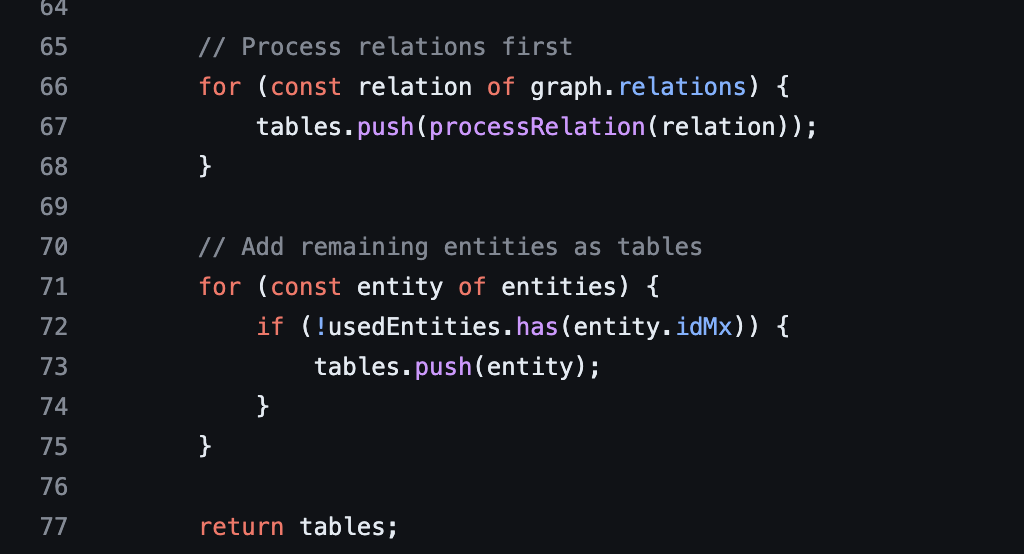 64
65 // Process relations first
66 for (const relation of graph.relations) {
67 tables.push(processRelation(relation));
68 }
69
70 // Add remaining entities as tables
71 for (const entity of entities) {
72 if (!usedEntities.has(entity.idMx)) {
73 tables.push(entity);
74 }
75 }
76
77 return tables;